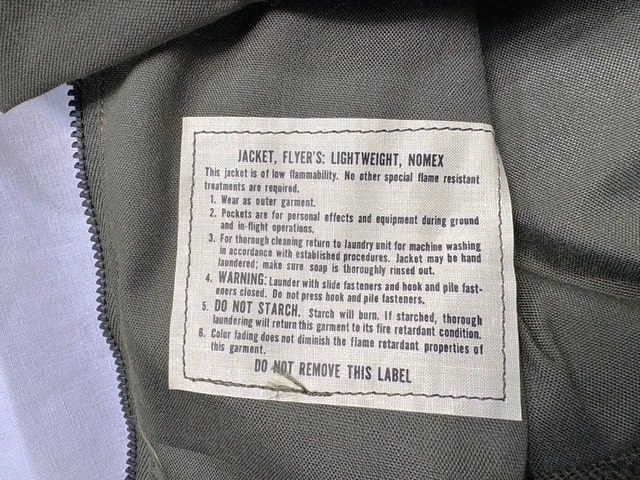 JACKET, FLYER'S: LIGHTWEIGHT, NOMEX
This jacket is of low flammability. No other special flame resistant
treatments are required.
1. Wear as outer garment.
2. Pockets are for personal effects and equipment during ground
and in-flight operations.
3. For thorough cleaning return to laundry unit for machine washing
in accordance with established procedures. Jacket may be hand
laundered; make sure soap is thoroughly rinsed out.
4. WARNING: Launder with slide fasteners and hook and pile fast-
eners closed. Do not press hook and pile fasteners.
5. DO NOT STARCH. Starch will burn. If starched, thorough
laundering will return this garment to its fire retardant condition.
6. Color fading does not diminish the flame retardant properties of
this garment.
DO NOT REMOVE THIS LABEL